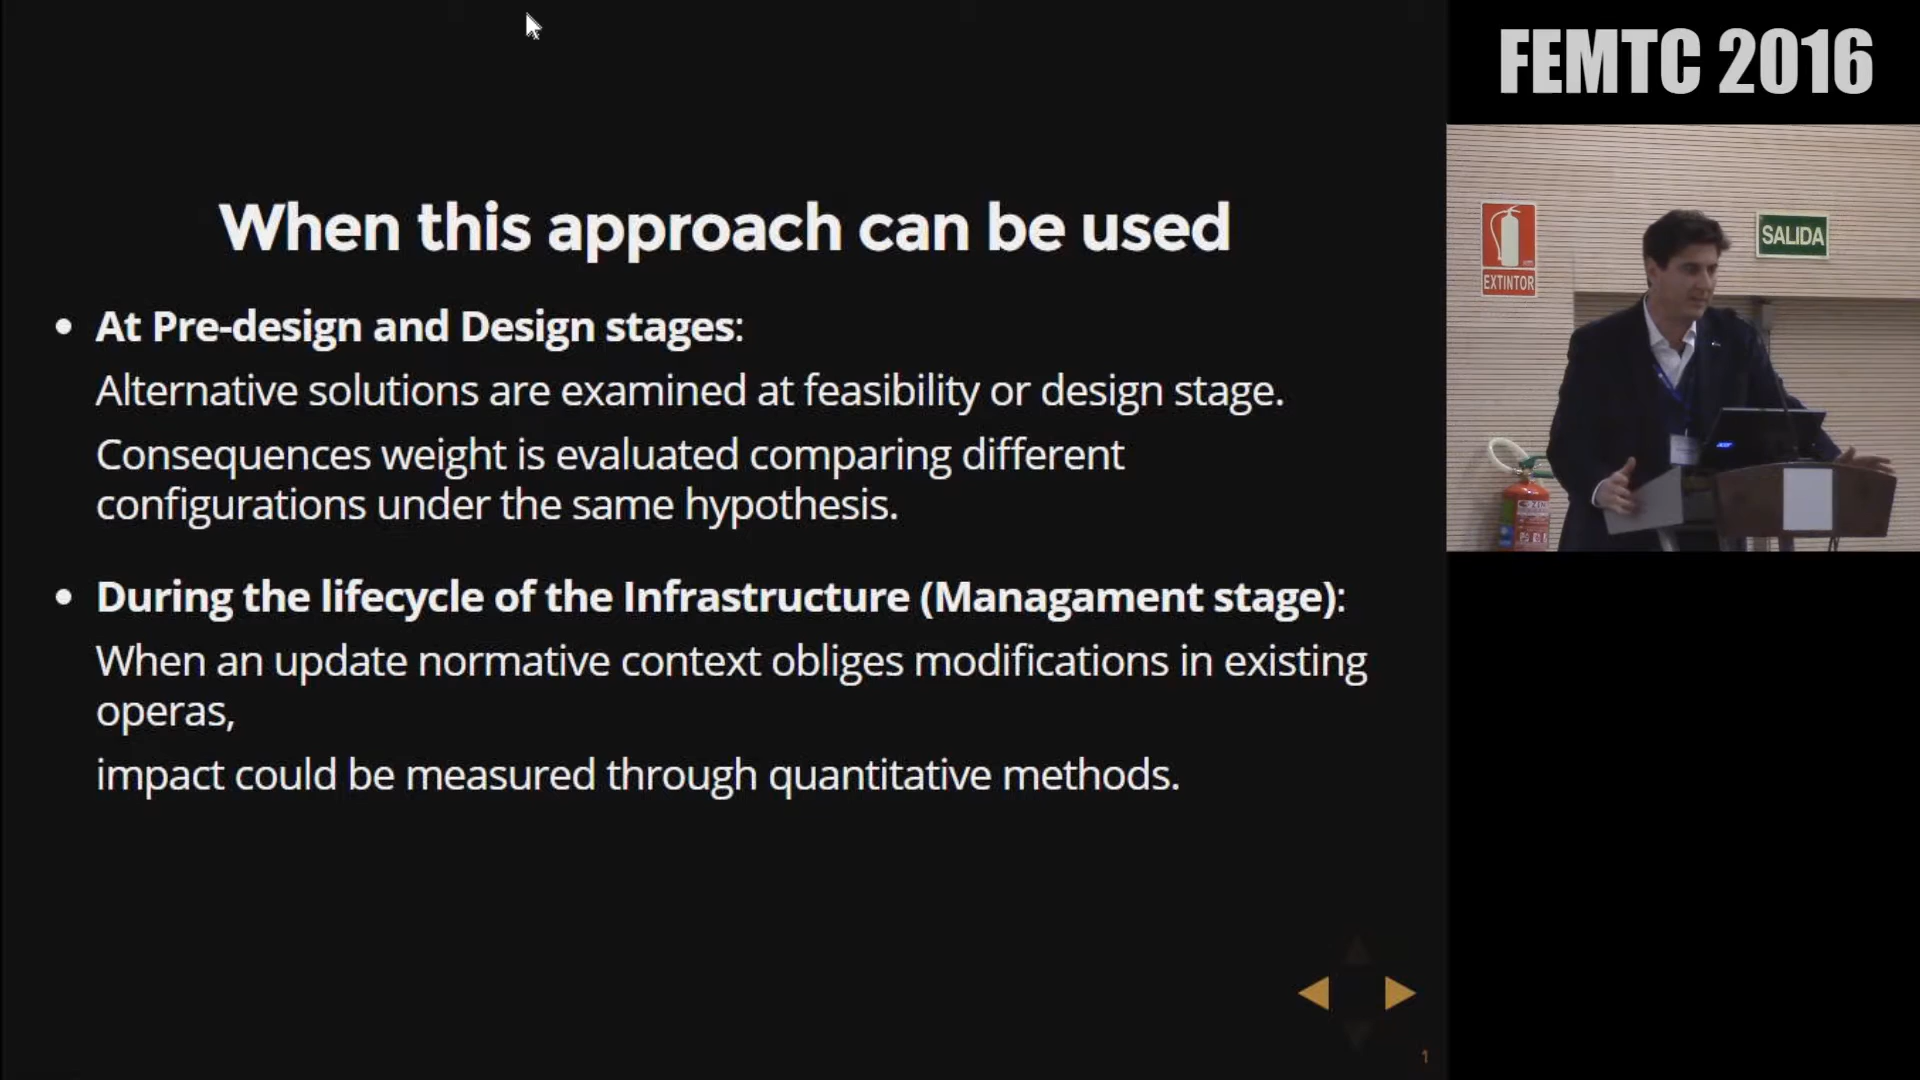 FEMTC 2016
When this approach can be used
At Pre-design and Design stages:
Alternative solutions are examined at feasibility or design stage.
Consequences weight is evaluated comparing different
configurations under the same hypothesis.
During the lifecycle of the Infrastructure (Managament stage):
When an update normative context obliges modifications in existing
operas,
impact could be measured through quantitative methods.
1
EXTINTOR
SALIDA
acer